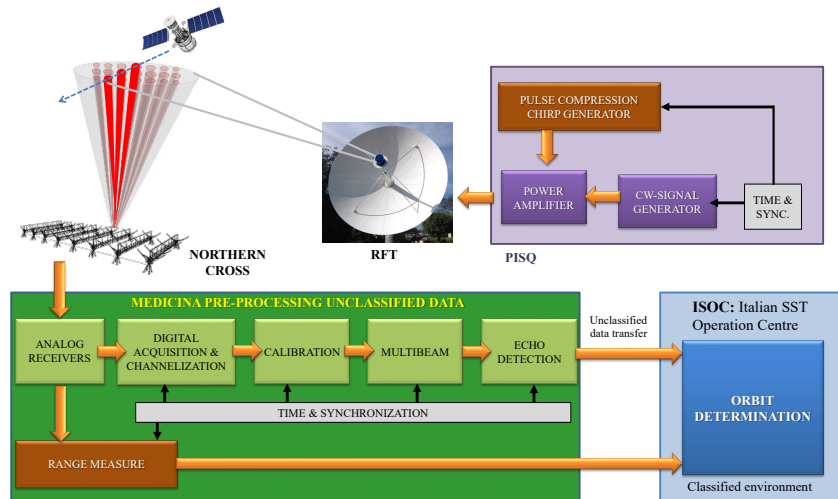 PULSE COMPRESSION
CHIRP GENERATOR
POWER
AMPLIFIER
CW-SIGNAL
GENERATOR
TIME &
SYNC.
PISQ
RFT
NORTHERN
CROSS
MEDICINA PRE-PROCESSING UNCLASSIFIED DATA
ANALOG
RECEIVERS
DIGITAL
ACQUISITION &
CHANNELIZATION
CALIBRATION
MULTIBEAM
ECHO
DETECTION
TIME & SYNCHRONIZATION
RANGE MEASURE
Unclassified
data transfer
ISOC: Italian SST
Operation Centre
ORBIT
DETERMINATION
Classified environment